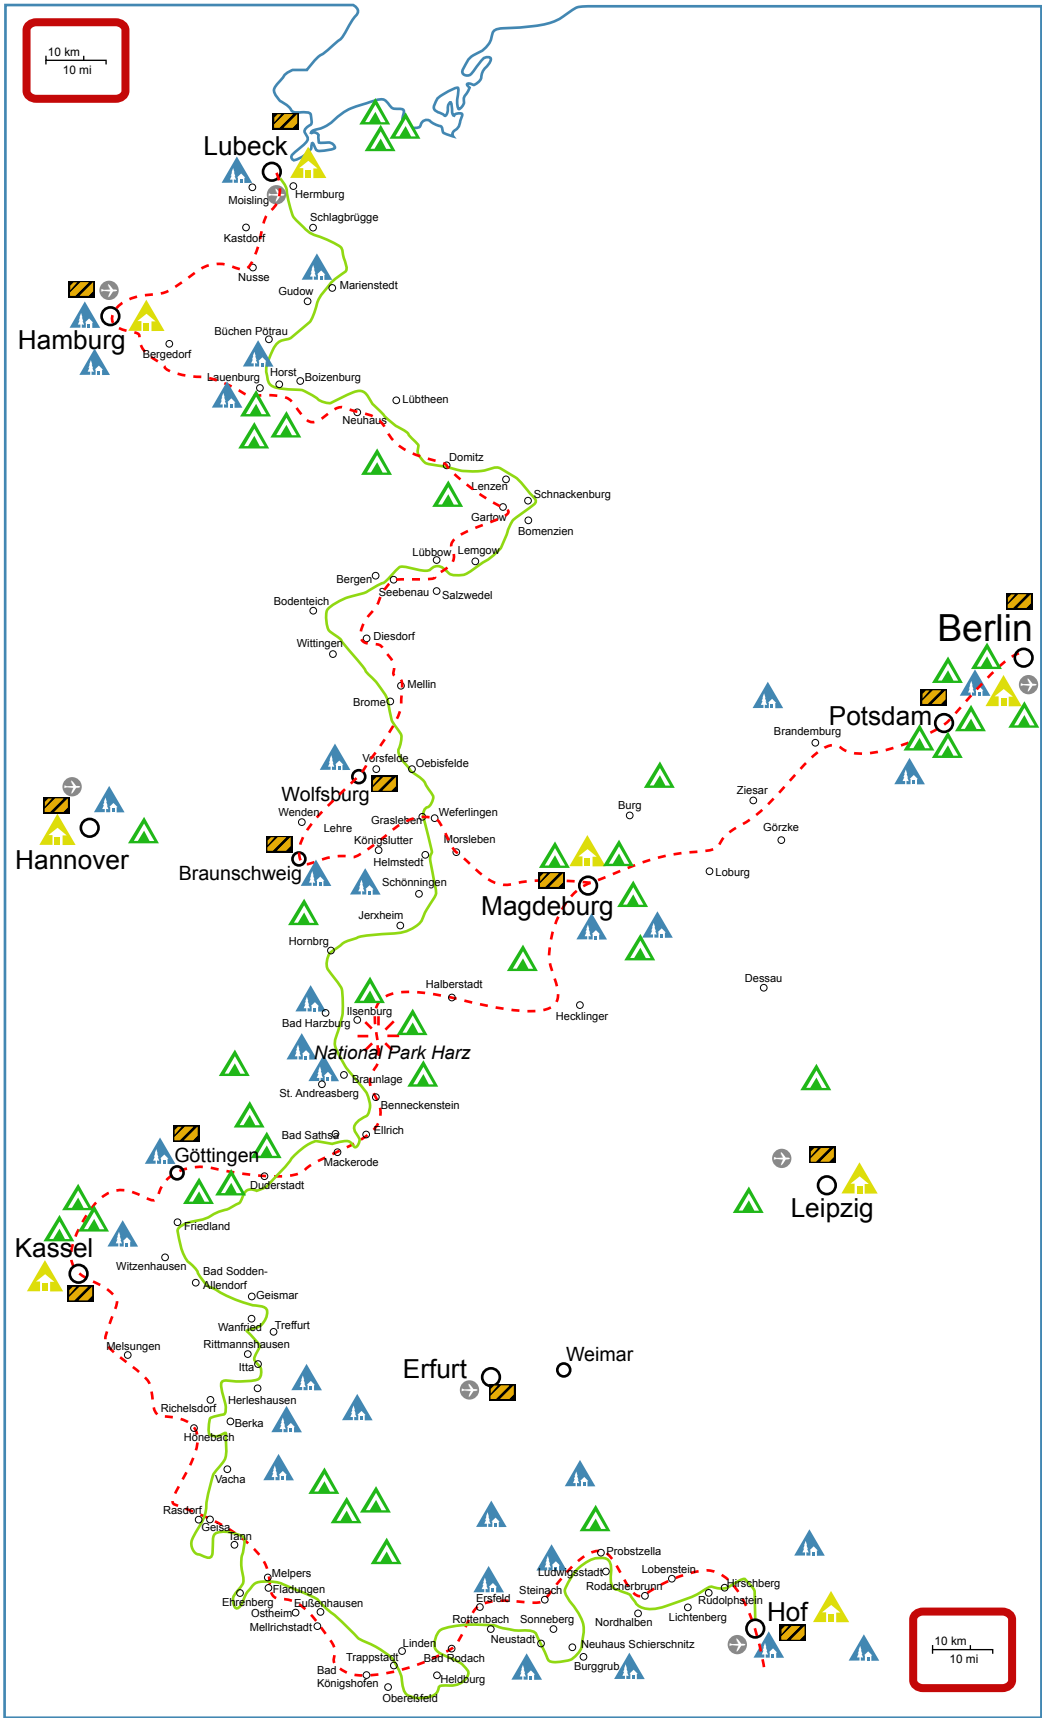 10 km
10 mi
Lubeck
Moisling
Hermburg
Schlagbrügge
Kastdorf
Nusse
Marienstedt
Gudow
Hamburg
Büchen Pötrau
Bergedorf
Lauenburg
Horst
Boizenburg
Lübtheen
Neuhaus
Domitz
Lenzen
Schnackenburg
Gartow
Bomenzien
Lübbow
Lemgow
Bergen
Seebenau
Salzwedel
Bodenteich
Berlin
Diesdorf
Wittingen
Mellin
Brome
Potsdam
Brandemburg
Vorsfelde
Oebisfelde
Wolfsburg
Ziesar
Wenden
Grasleben
Weferlingen
Burg
Lehre
Görzke
Königslutter
Morsleben
Hannover
Helmstedt
Braunschweig
Loburg
Schönningen
Magdeburg
Jerxheim
Hornbrg
Dessau
Halberstadt
Ilsenburg
Bad Harzburg
Hecklinger
National Park Harz
Braunlage
St. Andreasberg
Benneckenstein
Ellrich
Bad Sathsa
Göttingen
Mackerode
Duderstadt
Leipzig
Friedland
Kassel
Witzenhausen
Bad Sodden-
Allendorf
Geismar
Wanfried
Treffurt
Rittmannshausen
Melsungen
Itta
Erfurt
Weimar
Herleshausen
Richelsdorf
Berka
Hönebach
Vacha
Rasdorf
Geisa
Tann
Probstzella
Melpers
Ludwigsstadt
Lobenstein
Fladungen
Rodacherbrunn
Hirschberg
Ehrenberg
Eußenhausen
Ersfeld
Steinach
Rudolphstein
Ostheim
Rottenbach
Sonneberg
Nordhalben
Lichtenberg
Hof
Mellrichstadt
Neustadt
Linden
Neuhaus Schierschnitz
Trappstadt
Bad Rodach
Burggrub
Bad
Königshofen
Heldburg
Obereßfeld
10 km
10 mi